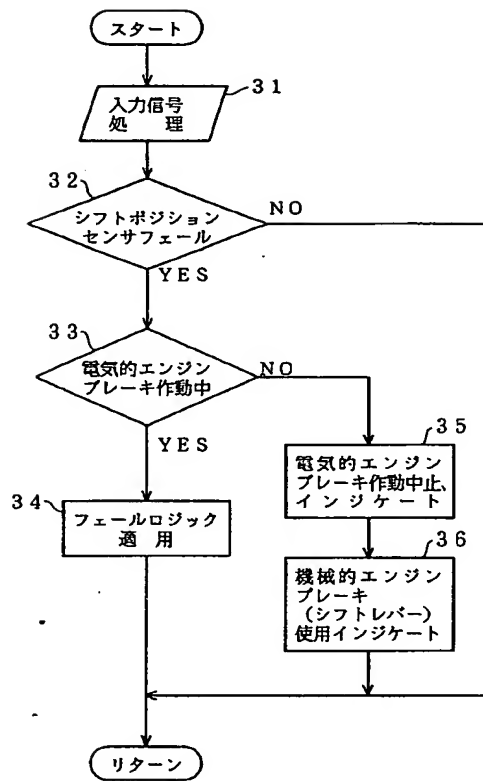 スタート
31
入力信号
処 理
32
シフトポジション
センサフェール
NO
YES
33
電気的エンジン
ブレーキ作動中
NO
YES
34
フェールロジック
適 用
35
電気的エンジン
ブレーキ作動中止、
インジケート
36
機械的エンジン
ブレーキ
(シフトレバー)
使用インジケート
リターン